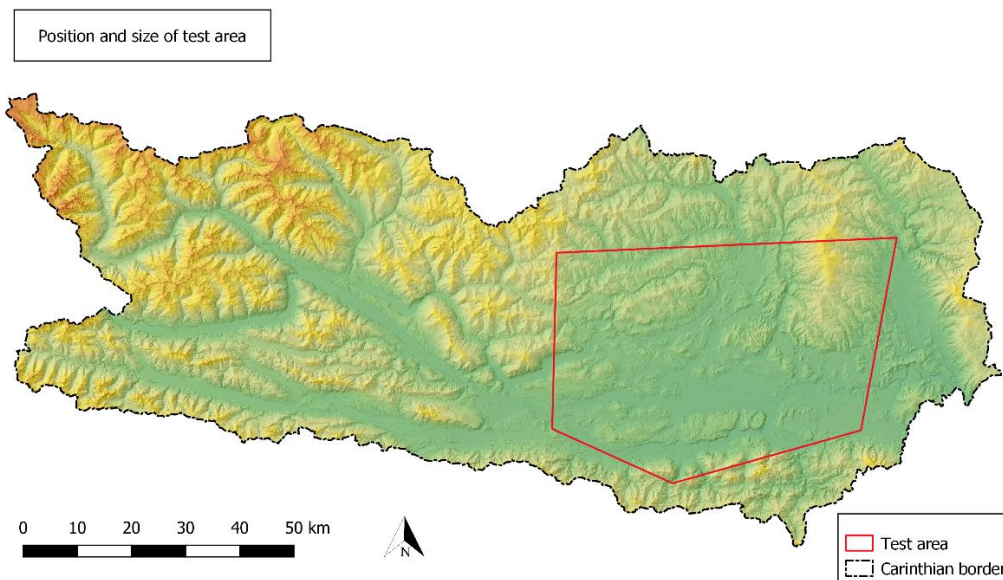 Position and size of test area
0 10 20 30 40 50 km
N
Test area
Carinthian border